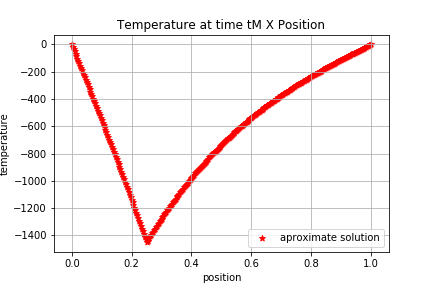 Temperature at time tM X Position
0
−200
−400
−600
−800
−1000
−1200
−1400
temperature
0.0 0.2 0.4 0.6 0.8 1.0
position
aproximate solution